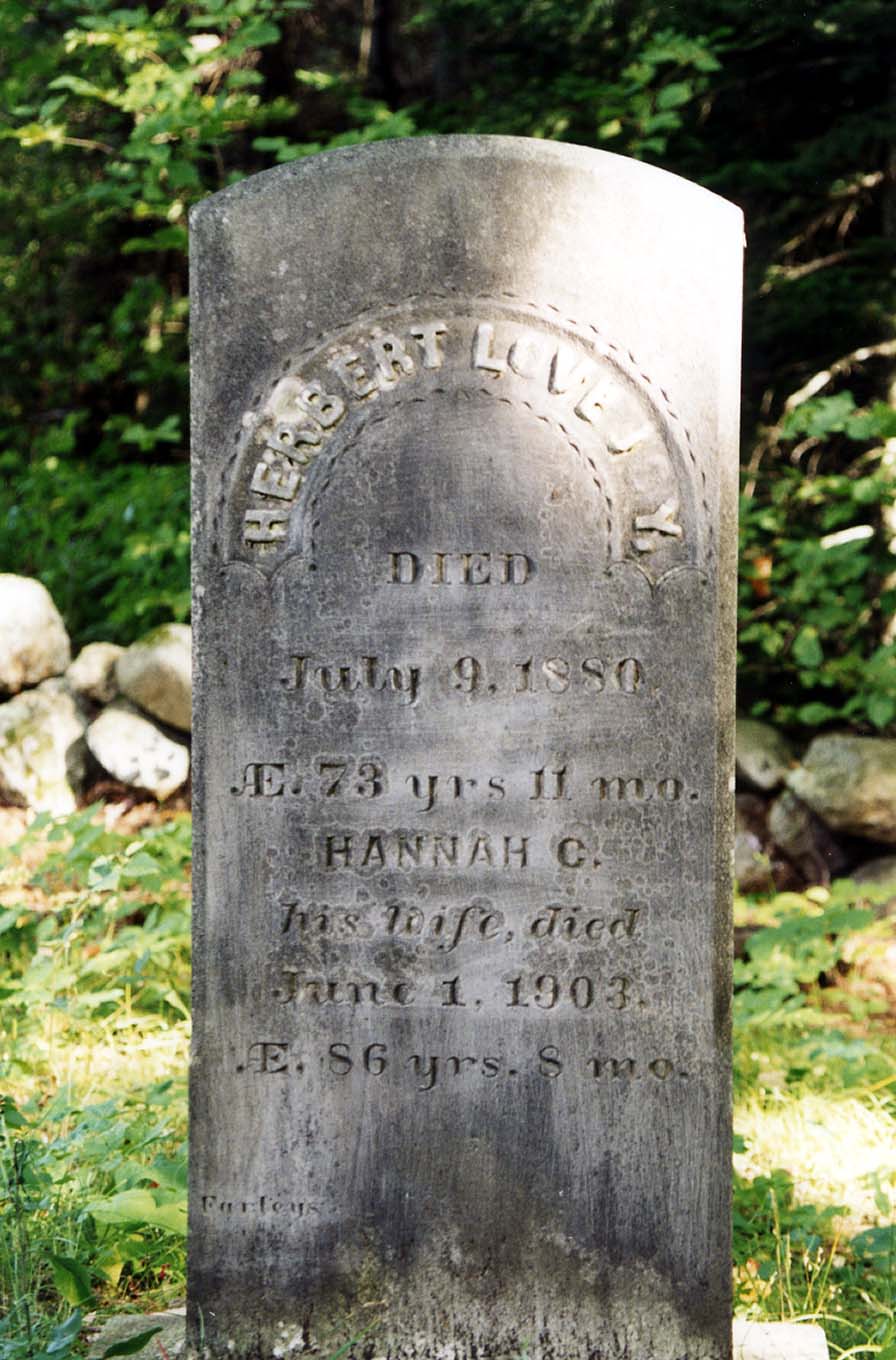 HERBERT LOVEJOY.
DIED
July 9, 1880,
Æ. 73 yrs 11 mo.
HANNAH C.
his Wife, died
June 1, 1903.
Æ. 86 yrs. 8 mo.
Farleys.